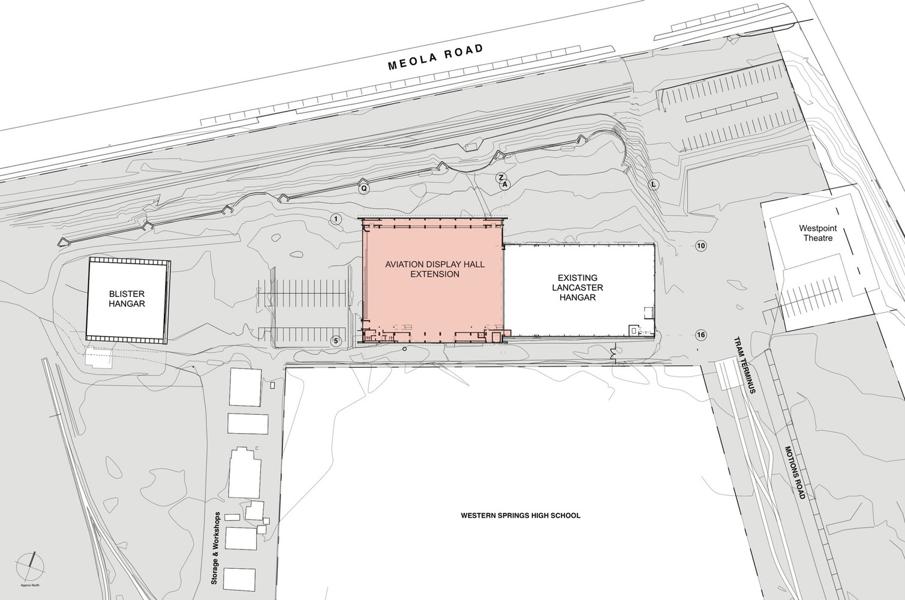 MEOLA ROAD
Q
Z
A
L
1
10
Westpoint
Theatre
AVIATION DISPLAY HALL
EXTENSION
EXISTING
LANCASTER
HANGAR
BLISTER
HANGAR
5
16
TRAM TERMINUS
MOTIONS ROAD
WESTERN SPRINGS HIGH SCHOOL
Storage & Workshops
Approx North